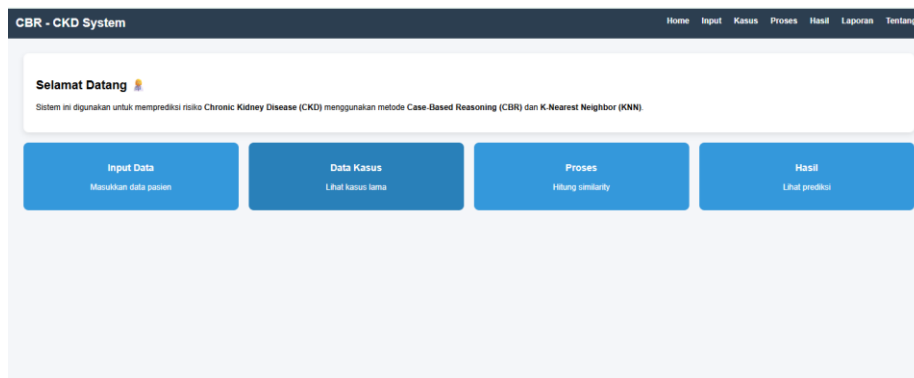 CBR - CKD System
Home Input Kasus Proses Hasil Laporan Tentang
Selamat Datang
Sistem ini digunakan untuk memprediksi risiko Chronic Kidney Disease (CKD) menggunakan metode Case-Based Reasoning (CBR) dan K-Nearest Neighbor (KNN).
Input Data
Masukkan data pasien
Data Kasus
Lihat kasus lama
Proses
Hitung similarity
Hasil
Lihat prediksi